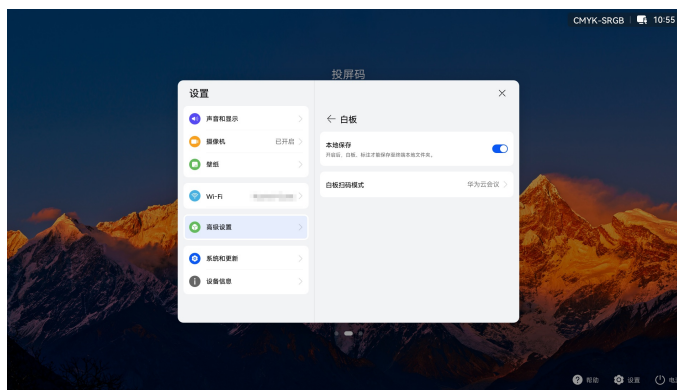 CMYK-SRGB 10:55
投屏码
设置
声音和显示
摄像机 已开启
壁纸
Wi-Fi
高级设置
系统和更新
设备信息
白板
本地保存
开启后,白板、标注才能保存至终端本地文件夹。
白板扫码模式 华为云会议
帮助 设置